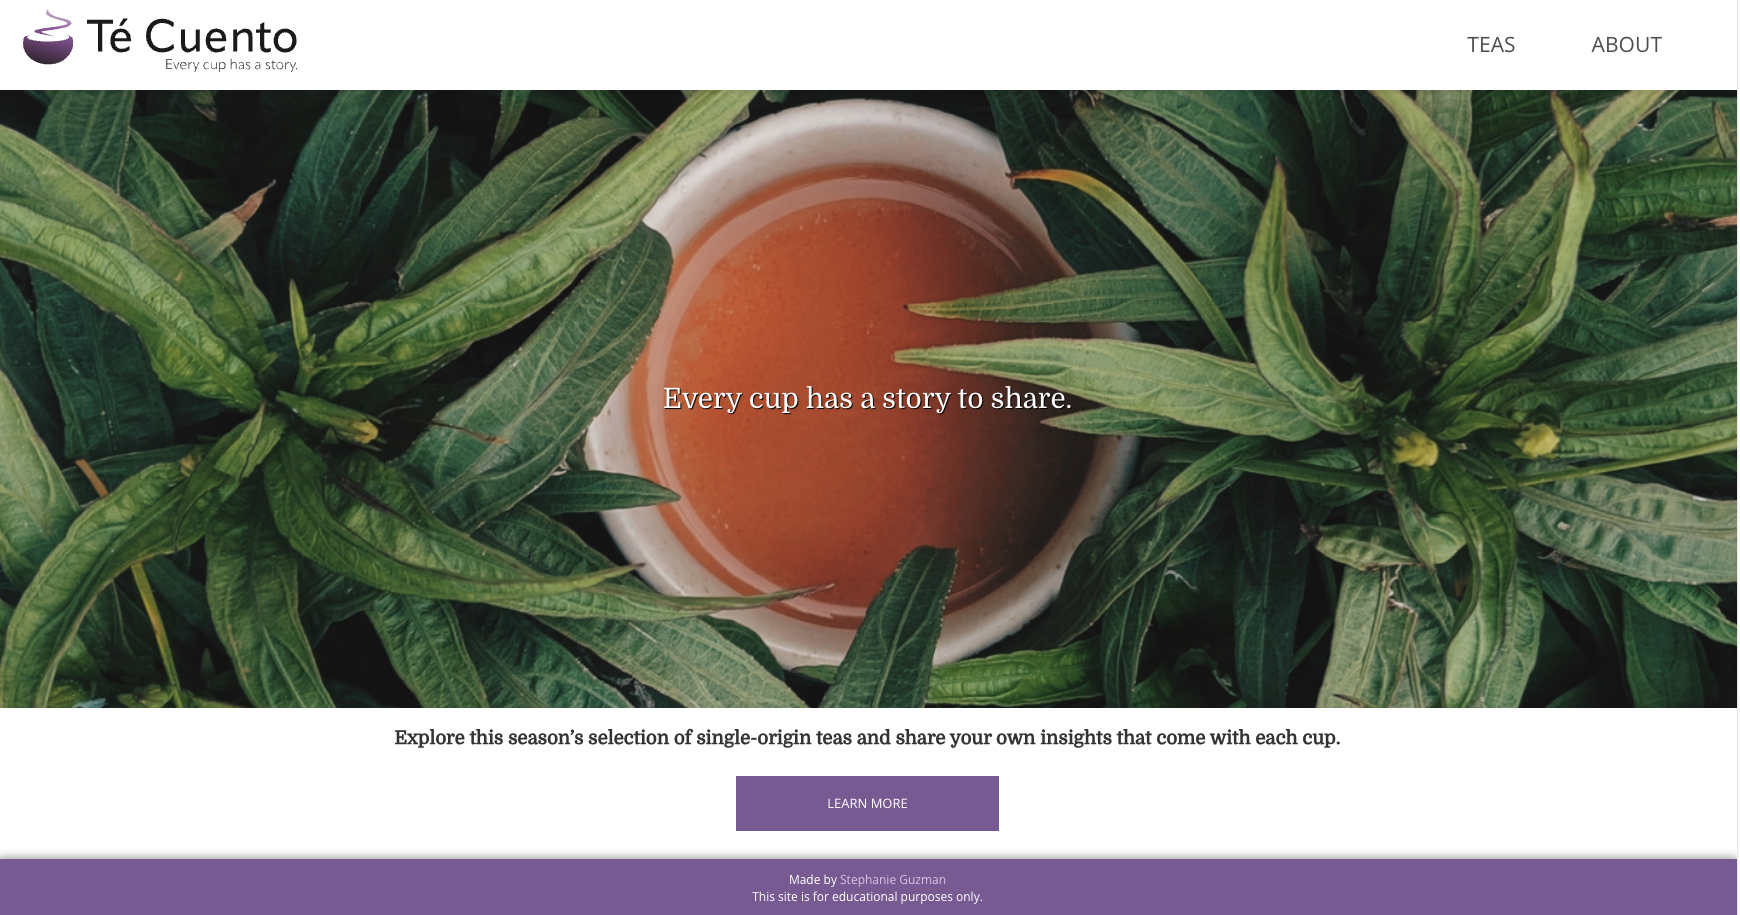 Té Cuento
Every cup has a story.
TEAS
ABOUT
Every cup has a story to share.
Explore this season’s selection of single-origin teas and share your own insights that come with each cup.
LEARN MORE
Made by Stephanie Guzman
This site is for educational purposes only.